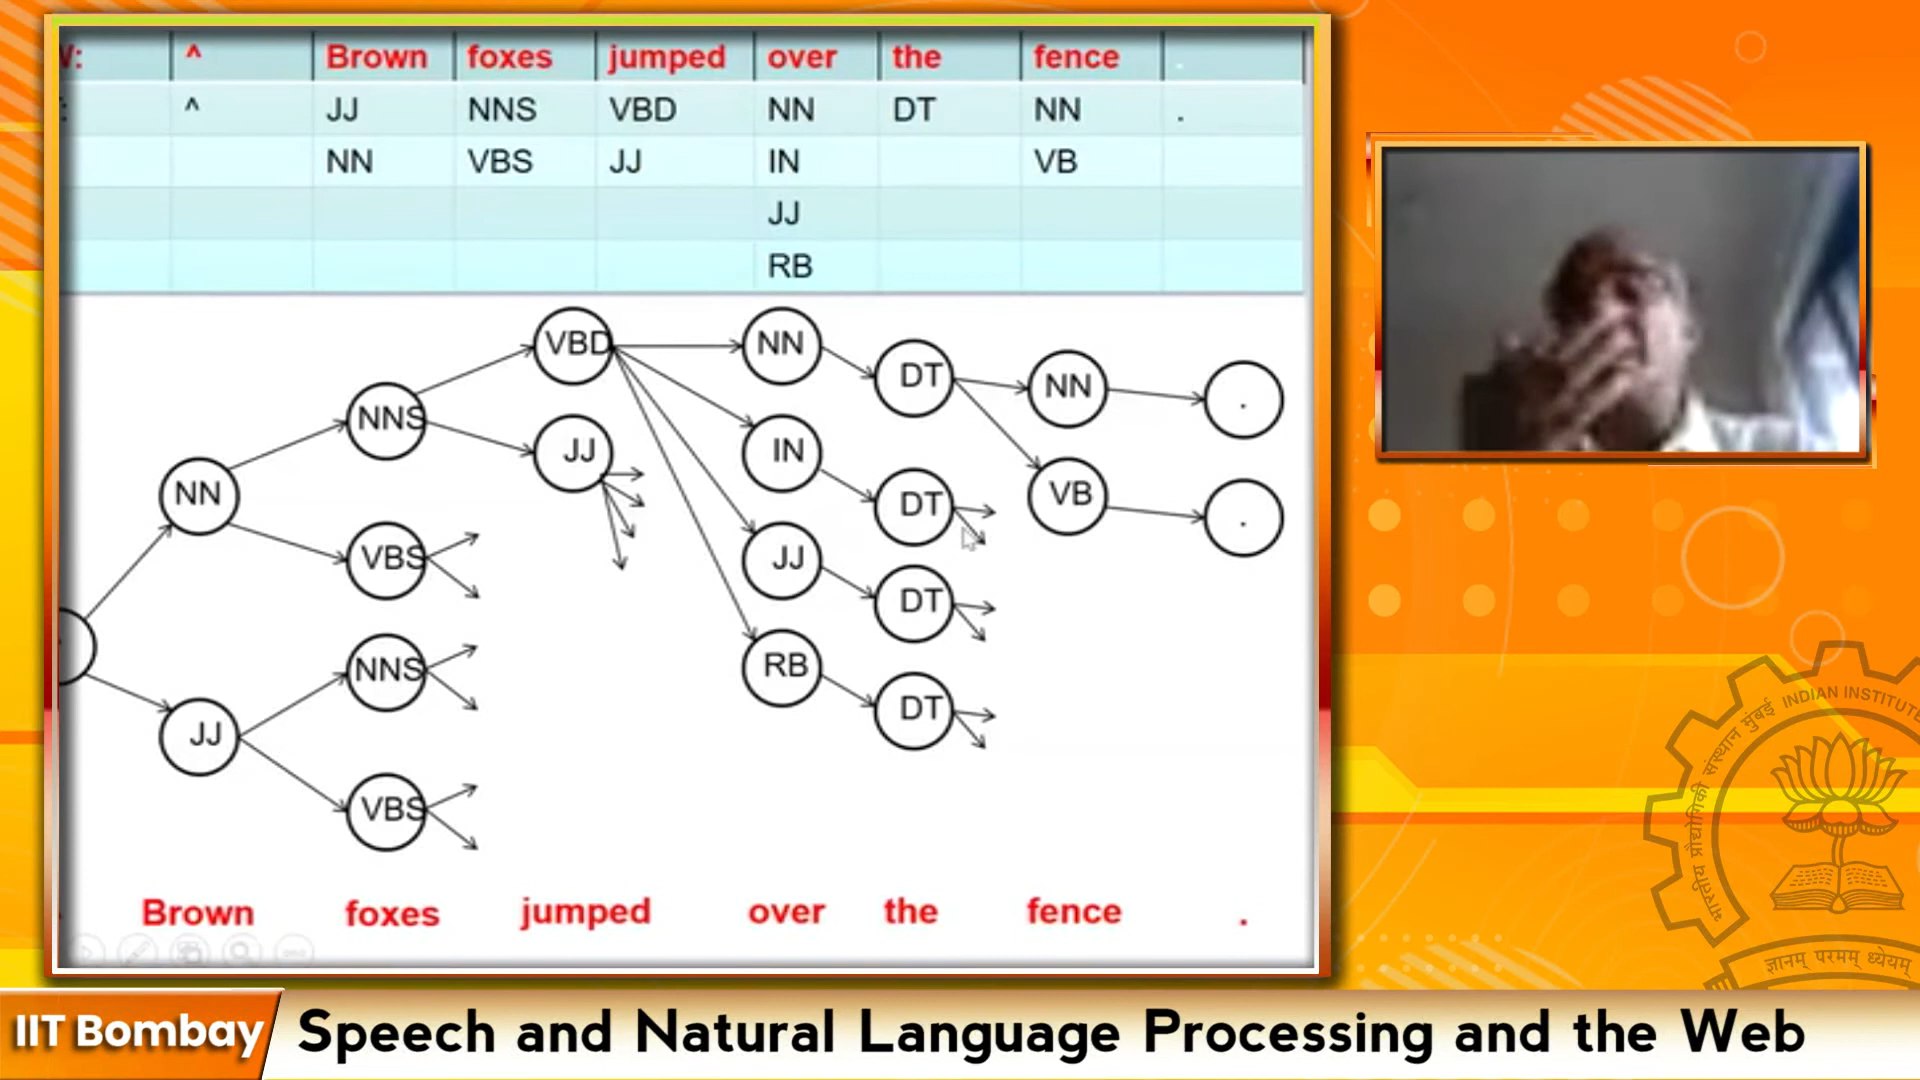 W: ^ Brown foxes jumped over the fence .
: ^ JJ NNS VBD NN DT NN .
NN VBS JJ IN VB
JJ
RB
VBD NN DT NN .
NNS JJ IN DT VB .
NN VBS JJ DT
NNS RB DT
JJ VBS
Brown foxes jumped over the fence .
INDIAN INSTITUTE
भारतीय प्रौद्योगिकी संस्थान मुंबई
ज्ञानम् परमम् ध्येयम्
IIT Bombay Speech and Natural Language Processing and the Web